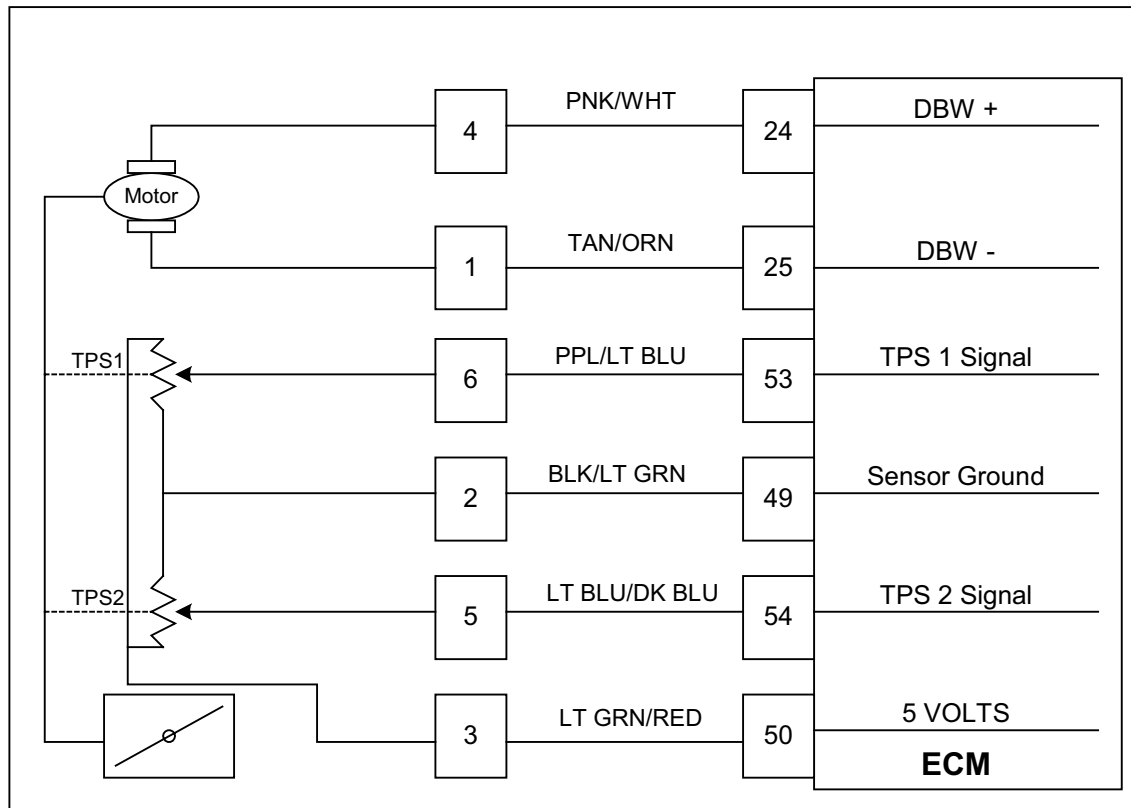 4 PNK/WHT 24 DBW +
Motor
1 TAN/ORN 25 DBW -
TPS1 6 PPL/LT BLU 53 TPS 1 Signal
2 BLK/LT GRN 49 Sensor Ground
TPS2 5 LT BLU/DK BLU 54 TPS 2 Signal
3 LT GRN/RED 50 5 VOLTS
ECM